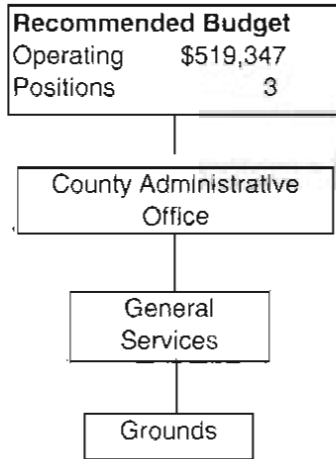 Recommended Budget
Operating $519,347
Positions 3
County Administrative
Office
General
Services
Grounds